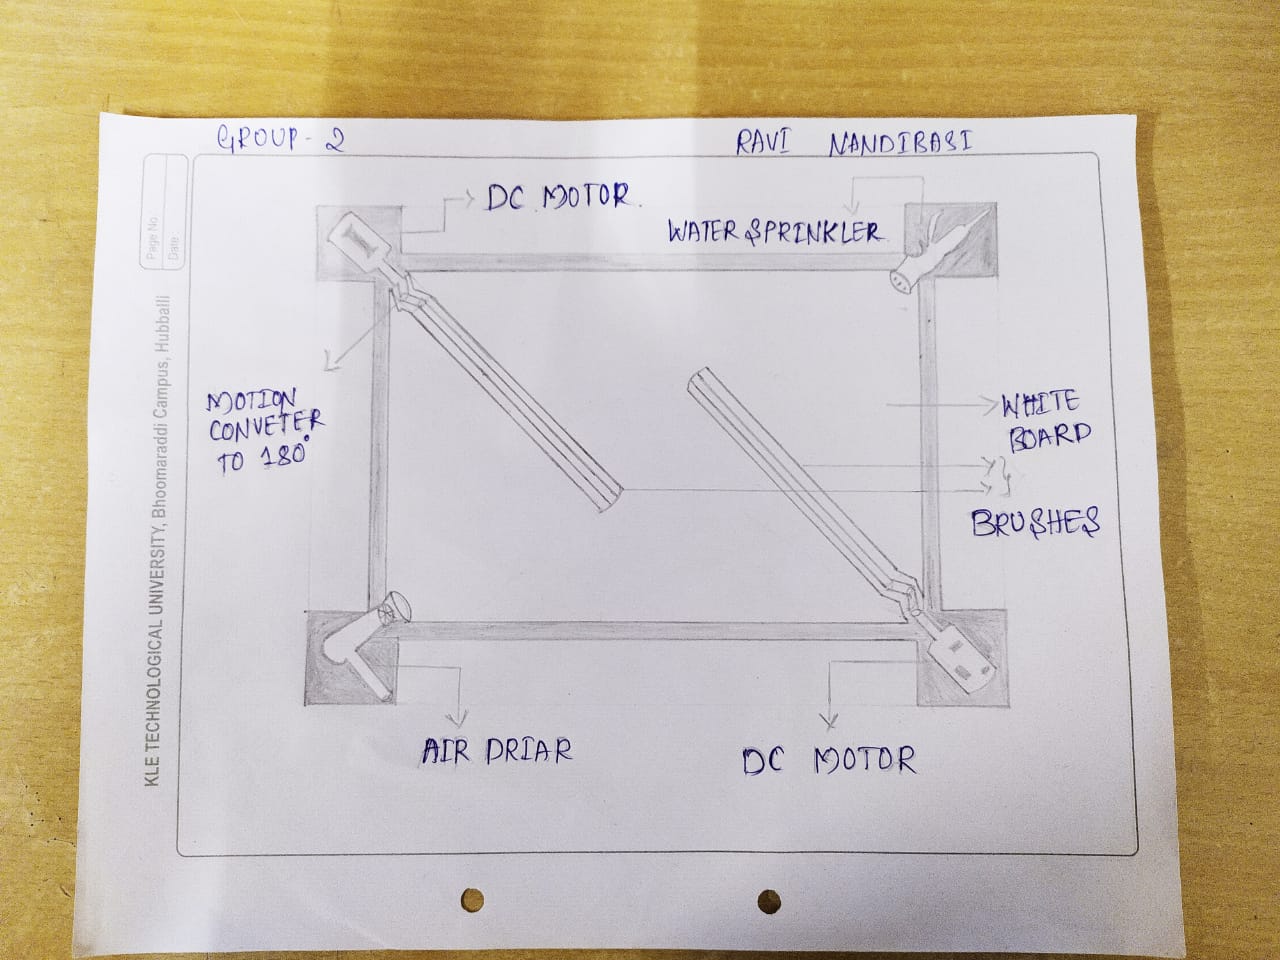 GROUP - 2
RAVI NANDIBASI
Page No
Date
KLE TECHNOLOGICAL UNIVERSITY, Bhoomaraddi Campus, Hubballi
DC MOTOR.
WATER SPRINKLER
MOTION
CONVETER
TO 180°
WHITE
BOARD
BRUSHES
AIR DRIAR
DC MOTOR